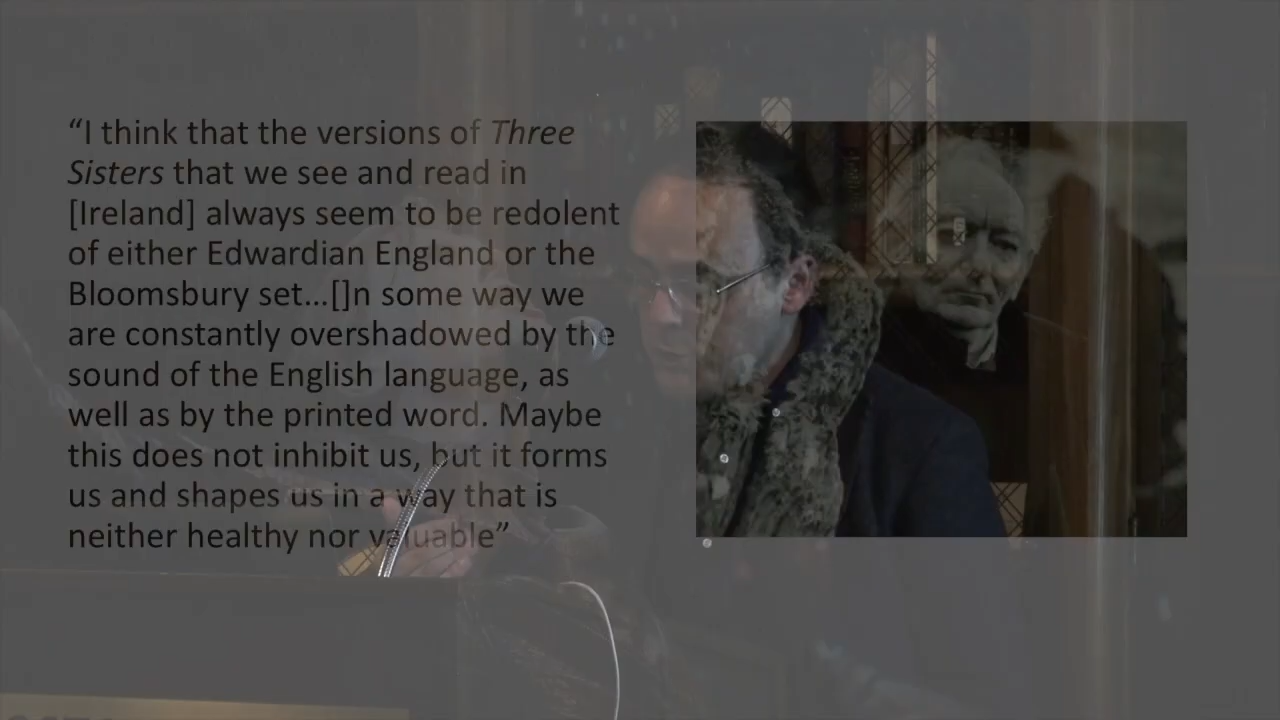 “I think that the versions of Three
Sisters that we see and read in
[Ireland] always seem to be redolent
of either Edwardian England or the
Bloomsbury set...[]n some way we
are constantly overshadowed by the
sound of the English language, as
well as by the printed word. Maybe
this does not inhibit us, but it forms
us and shapes us in a way that is
neither healthy nor valuable”